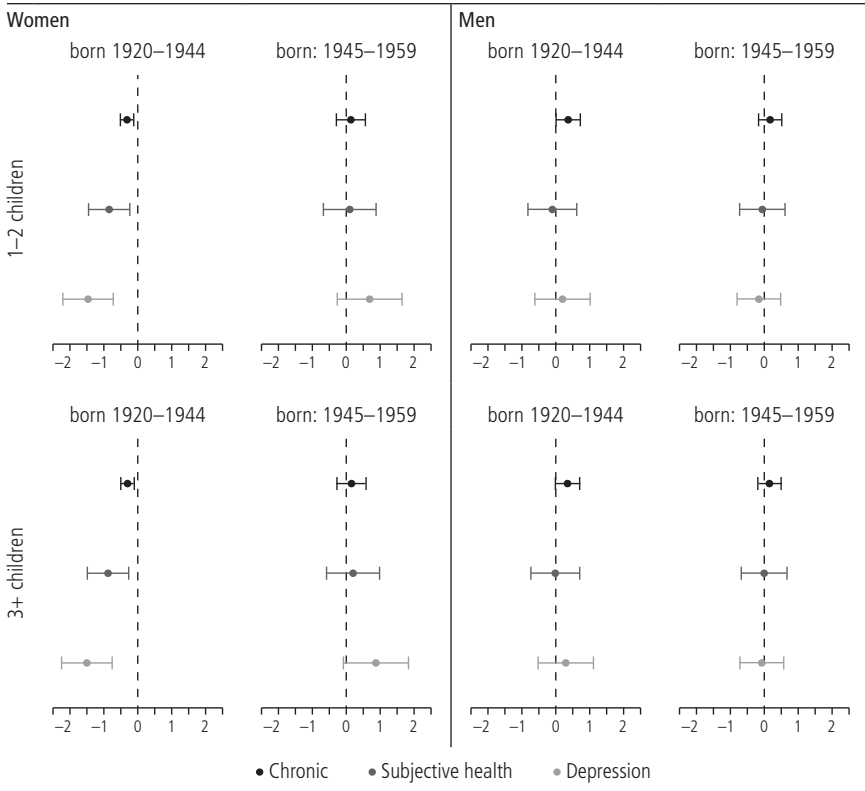 Women Men
born 1920–1944 born: 1945–1959 born 1920–1944 born: 1945–1959
1–2 children
–2 –1 0 1 2 –2 –1 0 1 2 –2 –1 0 1 2 –2 –1 0 1 2
born 1920–1944 born: 1945–1959 born 1920–1944 born: 1945–1959
3+ children
–2 –1 0 1 2 –2 –1 0 1 2 –2 –1 0 1 2 –2 –1 0 1 2
Chronic Subjective health Depression